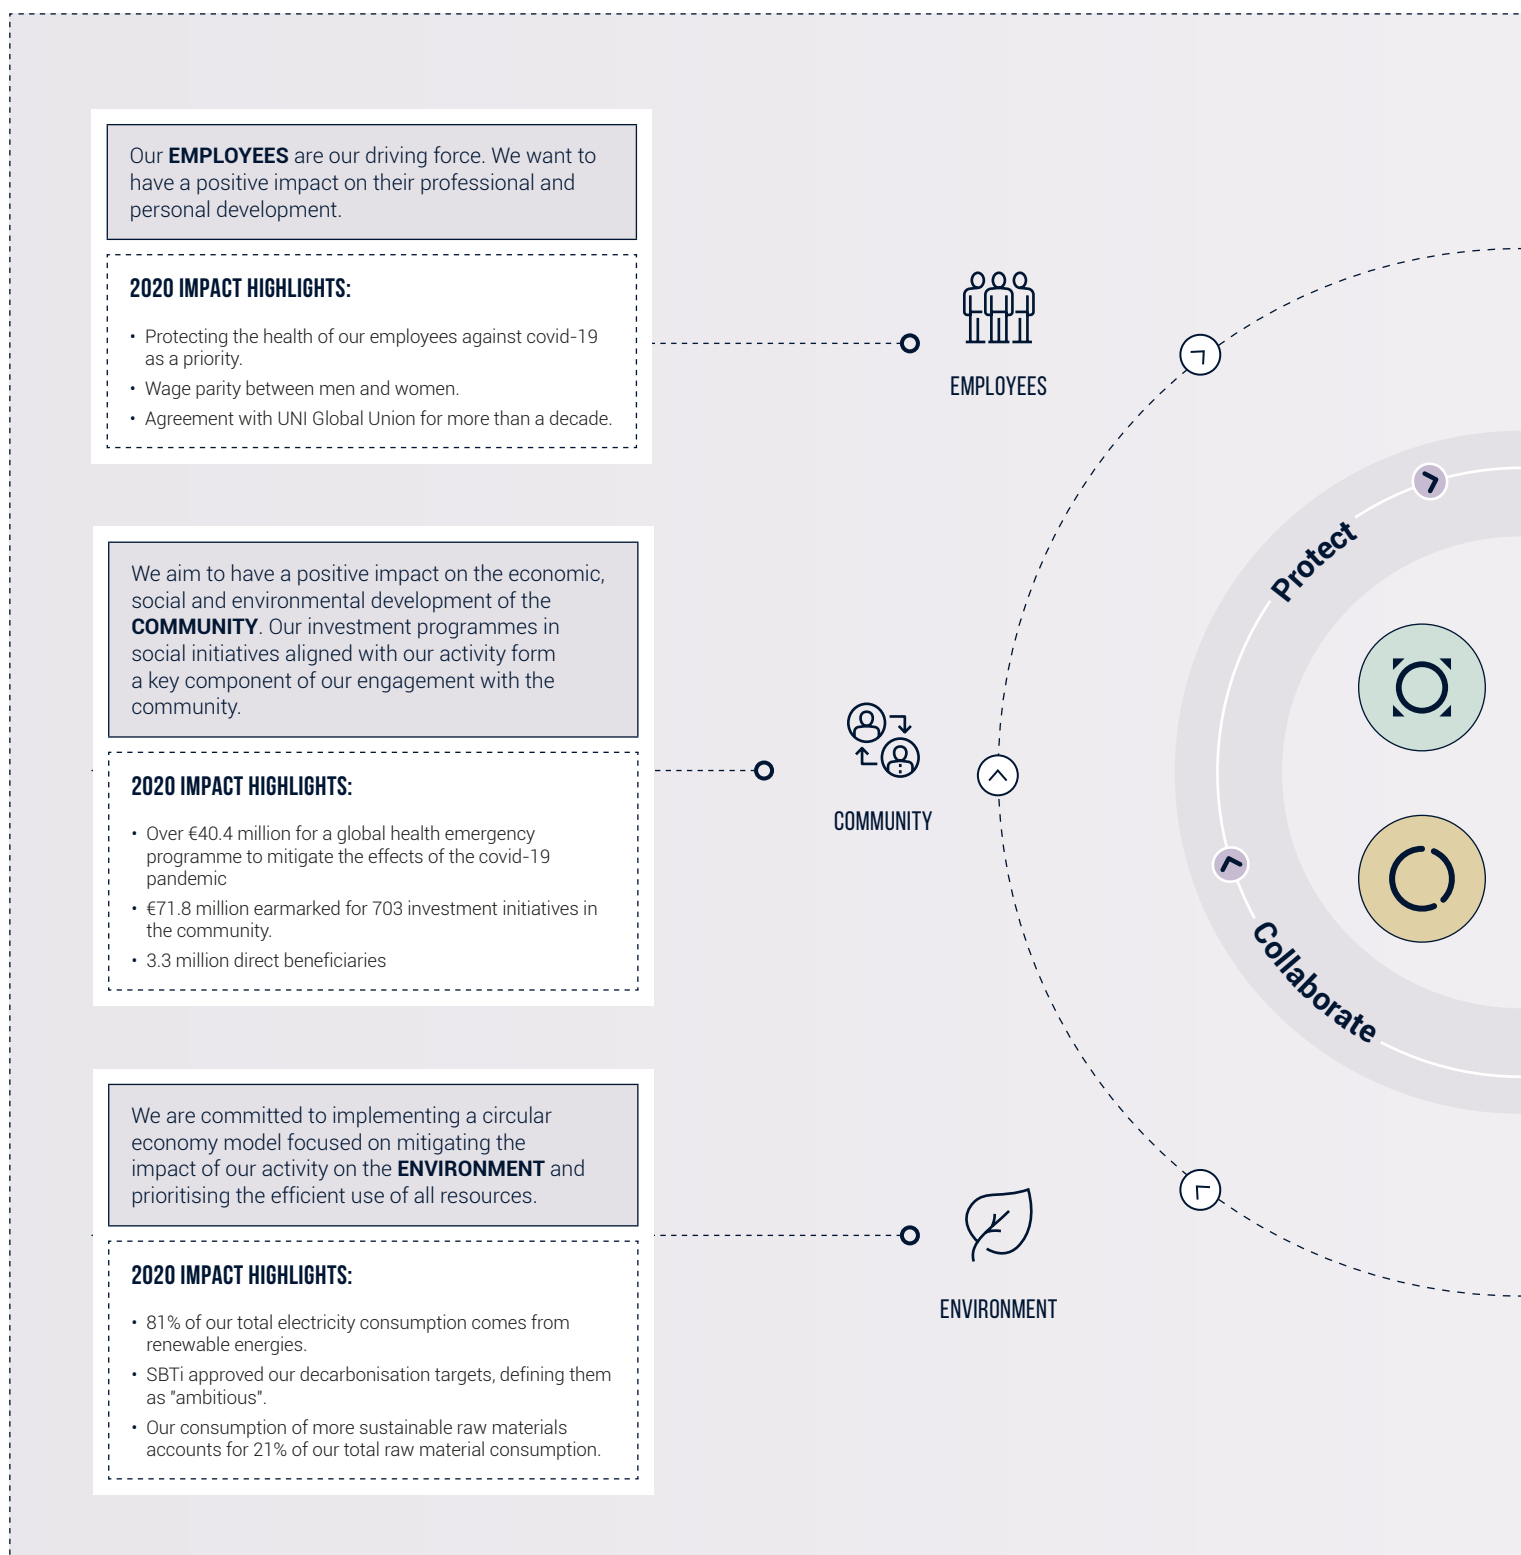 Our EMPLOYEES are our driving force. We want to
have a positive impact on their professional and
personal development.
2020 IMPACT HIGHLIGHTS:
• Protecting the health of our employees against covid-19
as a priority.
• Wage parity between men and women.
• Agreement with UNI Global Union for more than a decade.
EMPLOYEES
We aim to have a positive impact on the economic,
social and environmental development of the
COMMUNITY. Our investment programmes in
social initiatives aligned with our activity form
a key component of our engagement with the
community.
2020 IMPACT HIGHLIGHTS:
• Over €40.4 million for a global health emergency
programme to mitigate the effects of the covid-19
pandemic
• €71.8 million earmarked for 703 investment initiatives in
the community.
• 3.3 million direct beneficiaries
COMMUNITY
We are committed to implementing a circular
economy model focused on mitigating the
impact of our activity on the ENVIRONMENT and
prioritising the efficient use of all resources.
2020 IMPACT HIGHLIGHTS:
• 81% of our total electricity consumption comes from
renewable energies.
• SBTi approved our decarbonisation targets, defining them
as "ambitious".
• Our consumption of more sustainable raw materials
accounts for 21% of our total raw material consumption.
ENVIRONMENT
Protect
Collaborate